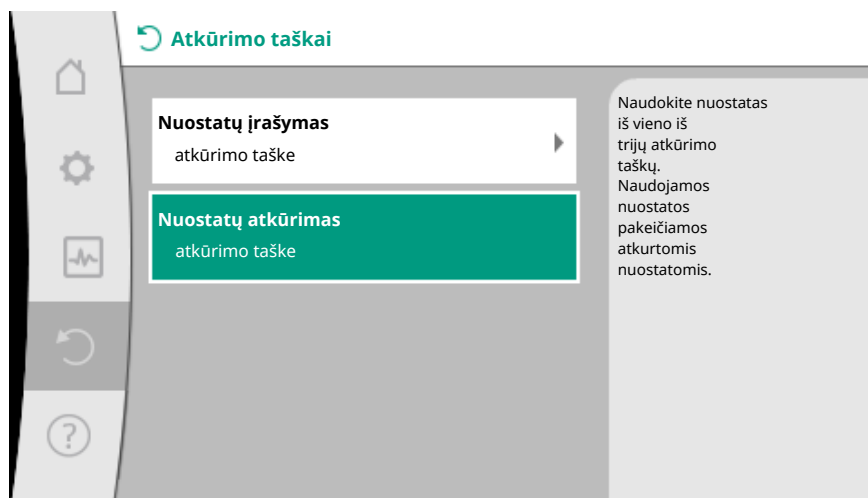 Atkūrimo taškai
Nuostatų įrašymas
atkūrimo taške
Nuostatų atkūrimas
atkūrimo taške
Naudokite nuostatas
iš vieno iš
trijų atkūrimo
taškų.
Naudojamos
nuostatos
pakeičiamos
atkurtomis
nuostatomis.
?